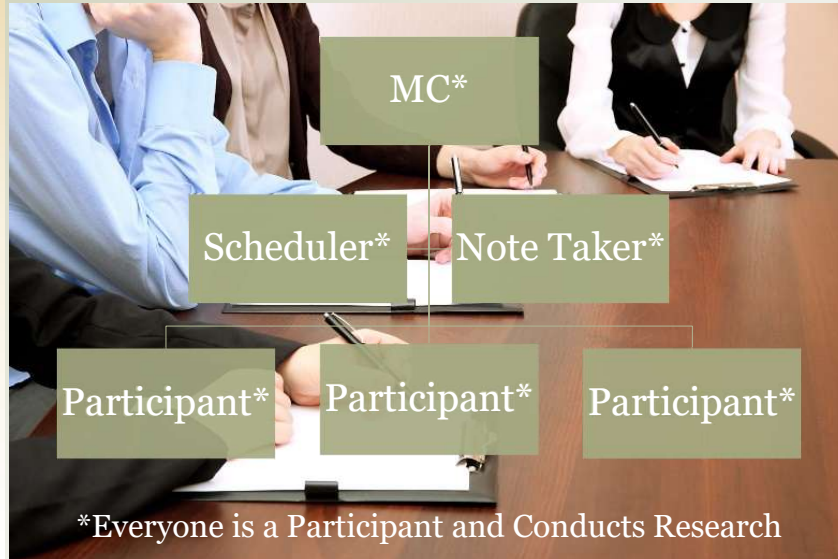 MC*
Scheduler*
Note Taker*
Participant*
Participant*
Participant*
*Everyone is a Participant and Conducts Research